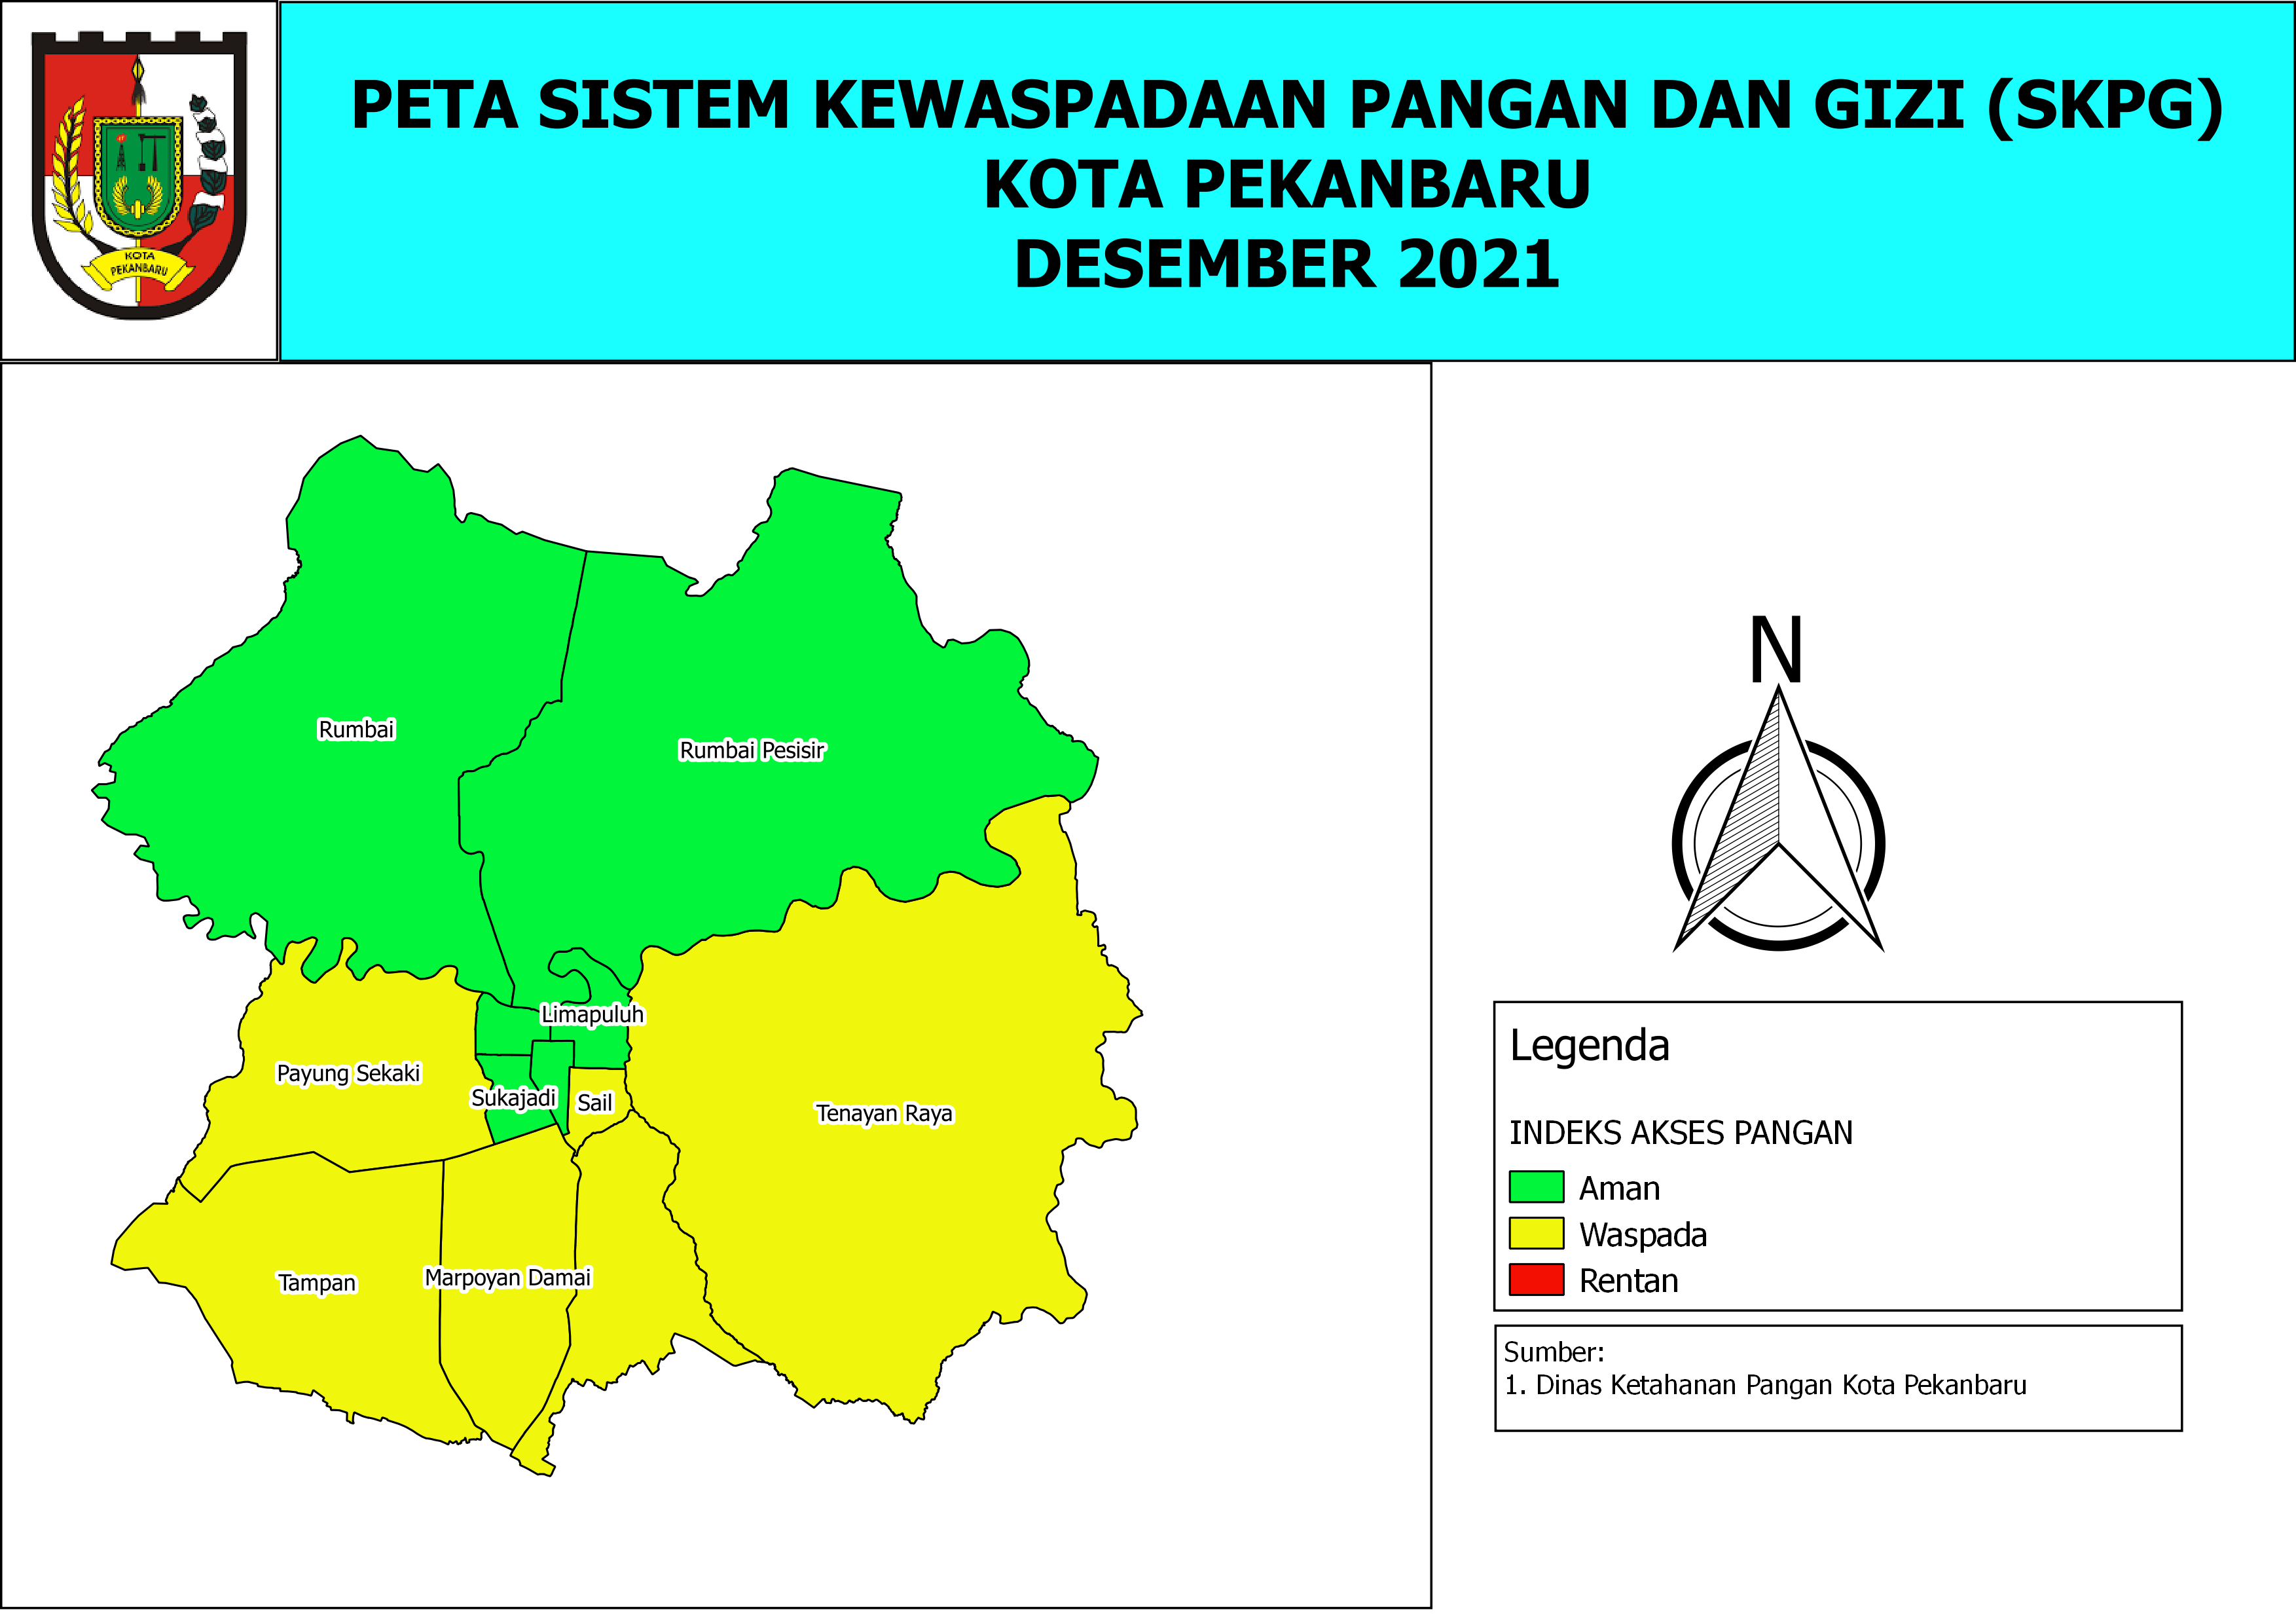 KOTA
PEKANBARU
PETA SISTEM KEWASPADAAN PANGAN DAN GIZI (SKPG)
KOTA PEKANBARU
DESEMBER 2021
Rumbai
Rumbai Pesisir
Limapuluh
Payung Sekaki
Sukajadi
Sail
Tenayan Raya
Tampan
Marpoyan Damai
N
Legenda
INDEKS AKSES PANGAN
Aman
Waspada
Rentan
Sumber:
1. Dinas Ketahanan Pangan Kota Pekanbaru